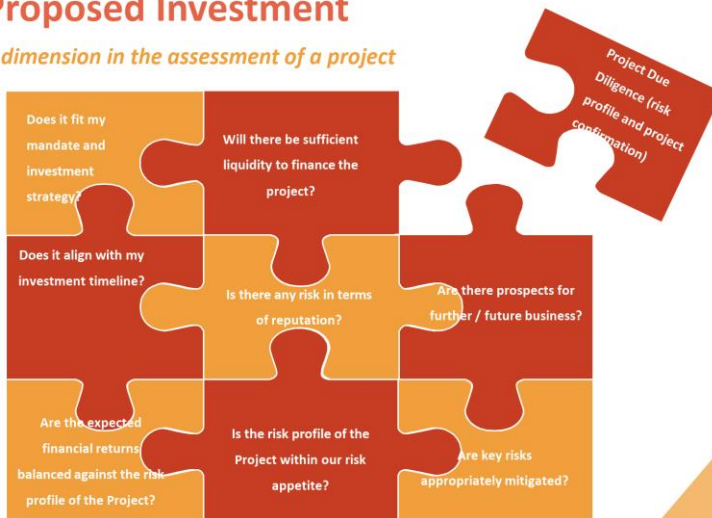 Proposed Investment
dimension in the assessment of a project
Does it fit my
mandate and
investment
strategy?
Will there be sufficient
liquidity to finance the
project?
Project Due
Diligence (risk
profile and project
confirmation)
Does it align with my
investment timeline?
Is there any risk in terms
of reputation?
Are there prospects for
further / future business?
Are the expected
financial returns
balanced against the risk
profile of the Project?
Is the risk profile of the
Project within our risk
appetite?
Are key risks
appropriately mitigated?